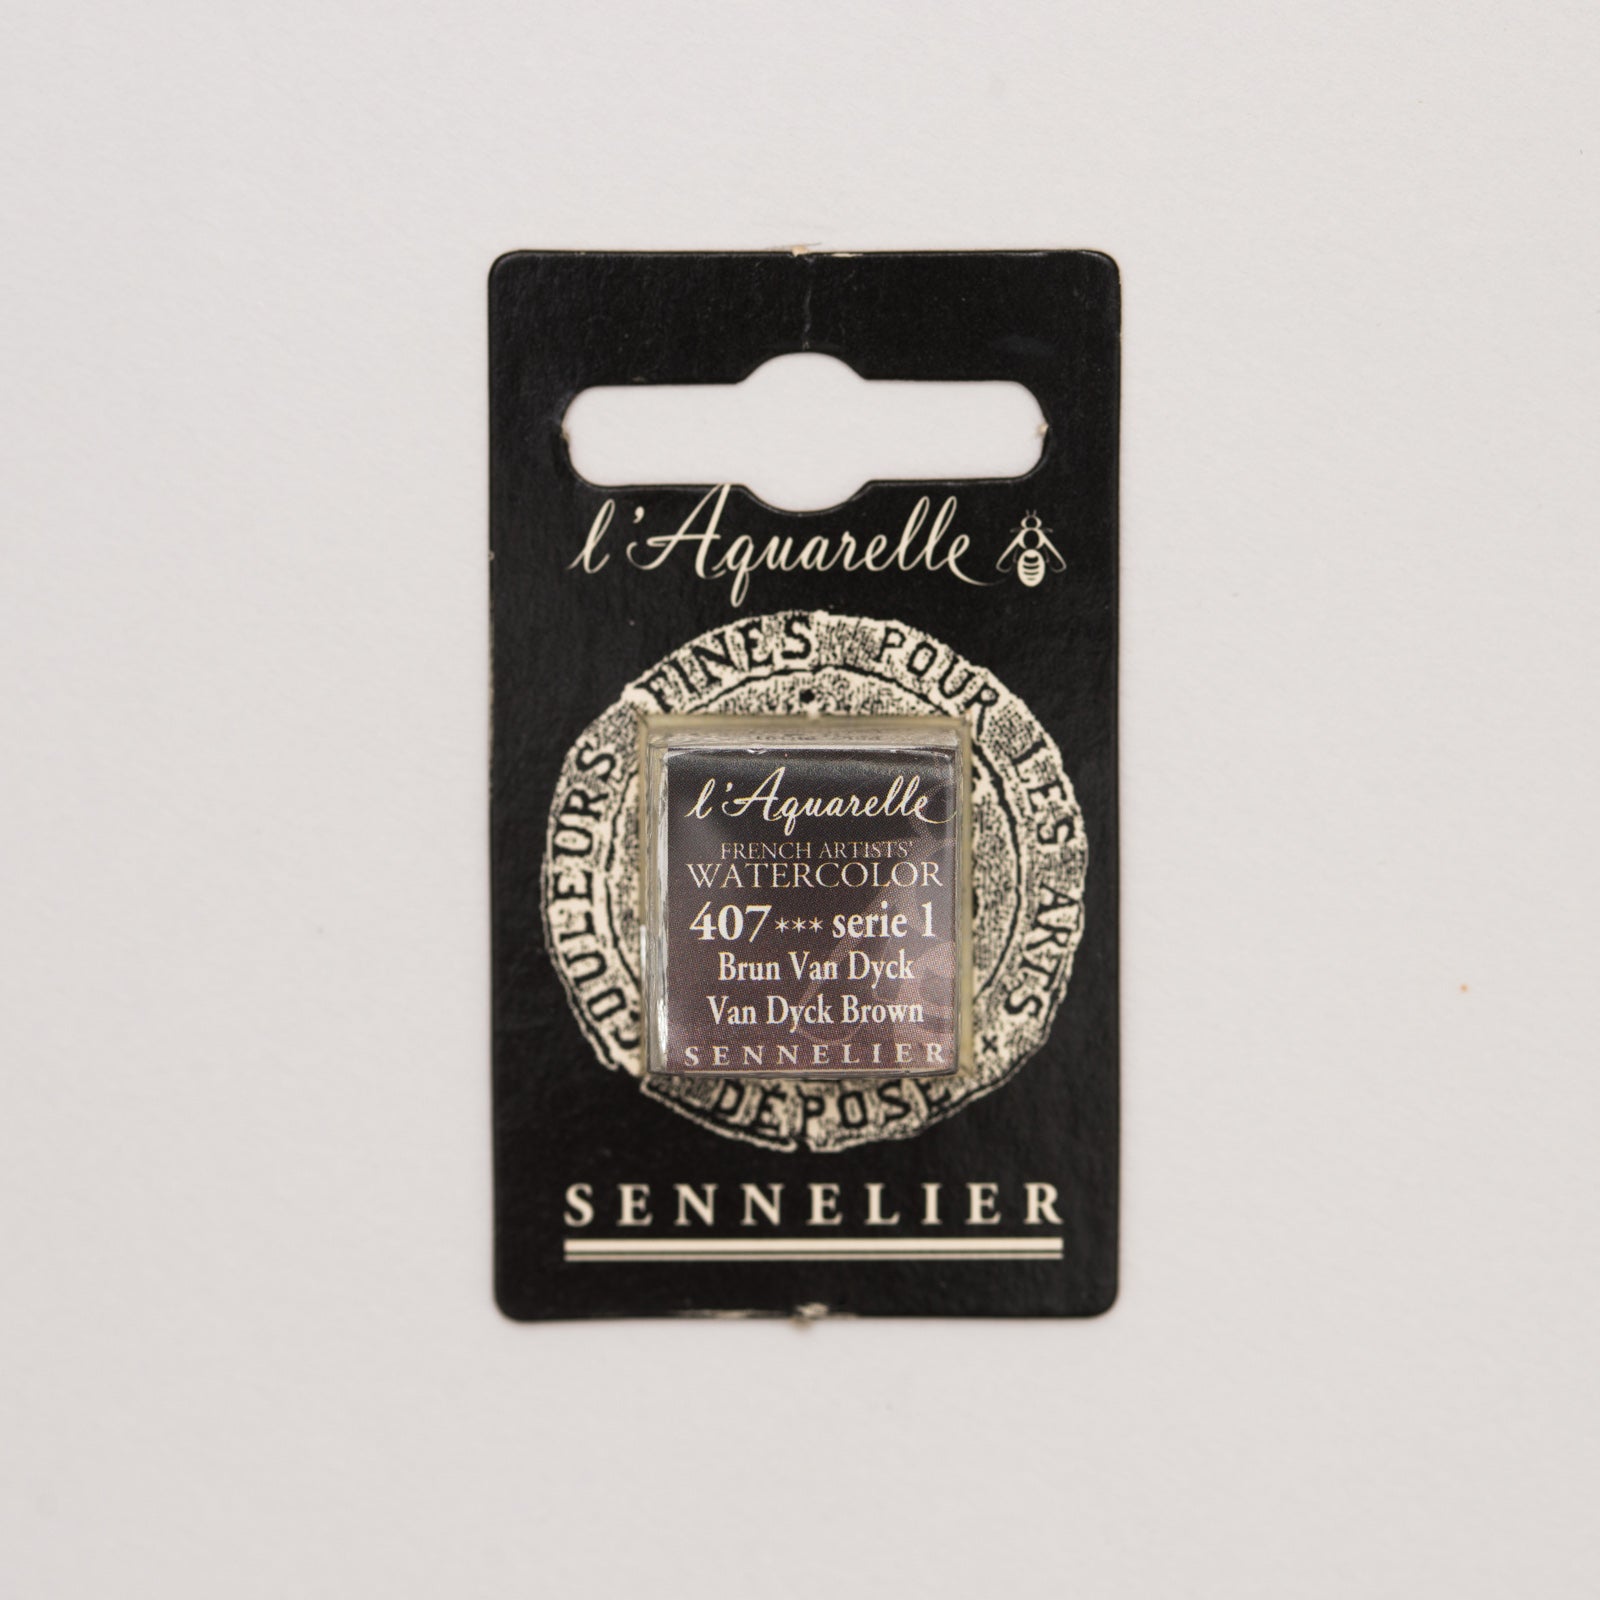 l'Aquarelle
COULEURS FINES POUR LES ARTS
l'Aquarelle
FRENCH ARTISTS'
WATERCOLOR
407*** serie 1
Brun Van Dyck
Van Dyck Brown
SENNELIER
DÉPOSÉ
SENNELIER